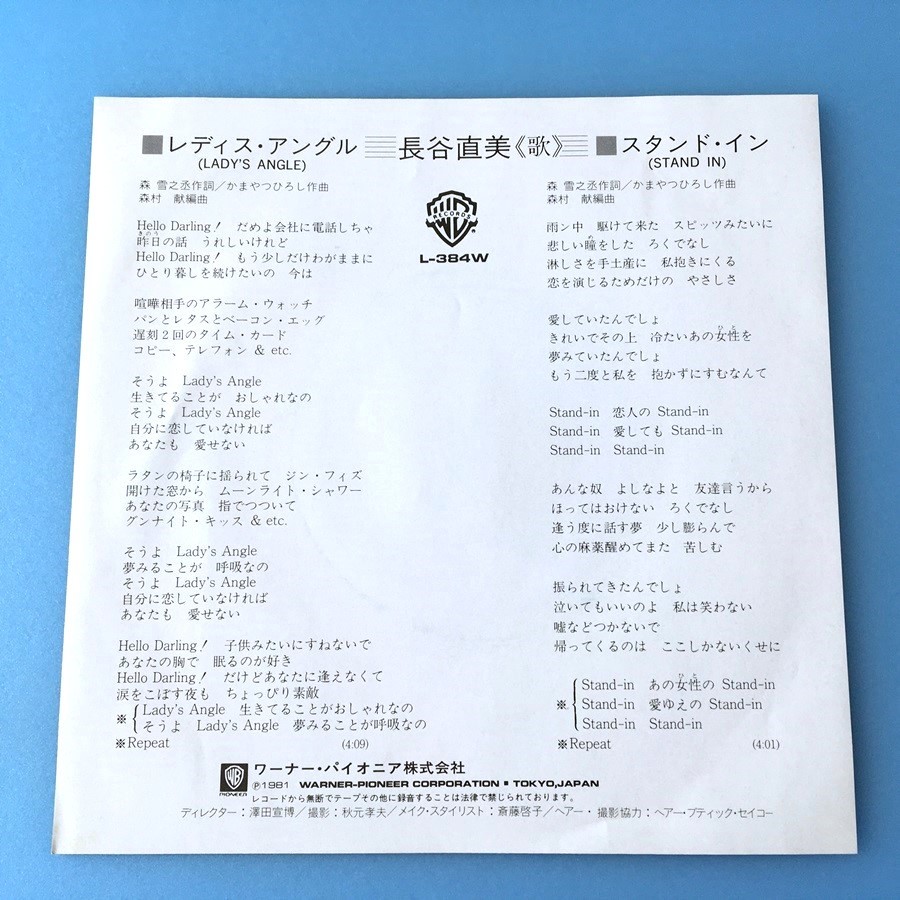 ■レディス・アングル 長谷直美《歌》 ■スタンド・イン
(LADY'S ANGLE) (STAND IN)
森 雪之丞作詞/かまやつひろし作曲
森村 献編曲
Hello Darling! だめよ会社に電話しちゃ
昨日の話 うれしいけれど
Hello Darling! もう少しだけわがままに
ひとり暮しを続けたいの 今は
喧嘩相手のアラーム・ウォッチ
パンとレタスとベーコン・エッグ
遅刻2回のタイム・カード
コピー、テレフォン & etc.
そうよ Lady's Angle
生きてることが おしゃれなの
そうよ Lady's Angle
自分に恋していなければ
あなたも 愛せない
ラタンの椅子に揺られて ジン・フィズ
開けた窓から ムーンライト・シャワー
あなたの写真 指でつついて
グンナイト・キッス & etc.
そうよ Lady's Angle
夢みることが 呼吸なの
そうよ Lady's Angle
自分に恋していなければ
あなたも 愛せない
Hello Darling! 子供みたいにすねないで
あなたの胸で 眠るのが好き
Hello Darling! だけどあなたに逢えなくて
涙をこぼす夜も ちょっぴり素敵
※{Lady's Angle 生きてることがおしゃれなの
そうよ Lady's Angle 夢みることが呼吸なの
※Repeat (4:09)
WB RECORDS
L-384W
森 雪之丞作詞/かまやつひろし作曲
森村 献編曲
雨ン中 駆けて来た スピッツみたいに
悲しい瞳をした ろくでなし
淋しさを手土産に 私抱きにくる
恋を演じるためだけの やさしさ
愛していたんでしょ
きれいでその上 冷たいあの女性を
夢みていたんでしょ
もう二度と私を 抱かずにすむなんて
Stand-in 恋人の Stand-in
Stand-in 愛しても Stand-in
Stand-in Stand-in
あんな奴 よしなよと 友達言うから
ほってはおけない ろくでなし
逢う度に話す夢 少し膨らんで
心の麻薬醒めてまた 苦しむ
振られてきたんでしょ
泣いてもいいのよ 私は笑わない
嘘などつかないで
帰ってくるのは ここしかないくせに
※{Stand-in あの女性の Stand-in
Stand-in 愛ゆえの Stand-in
Stand-in Stand-in
※Repeat (4:01)
WB PIONEER ワーナー・パイオニア株式会社
Ⓟ1981 WARNER-PIONEER CORPORATION ■ TOKYO,JAPAN
レコードから無断でテープその他に録音することは法律で禁じられております。
ディレクター：澤田宣博/撮影：秋元孝夫/メイク・スタイリスト：斎藤啓子/ヘアー・撮影協力：ヘアー・ブティック・セイコー